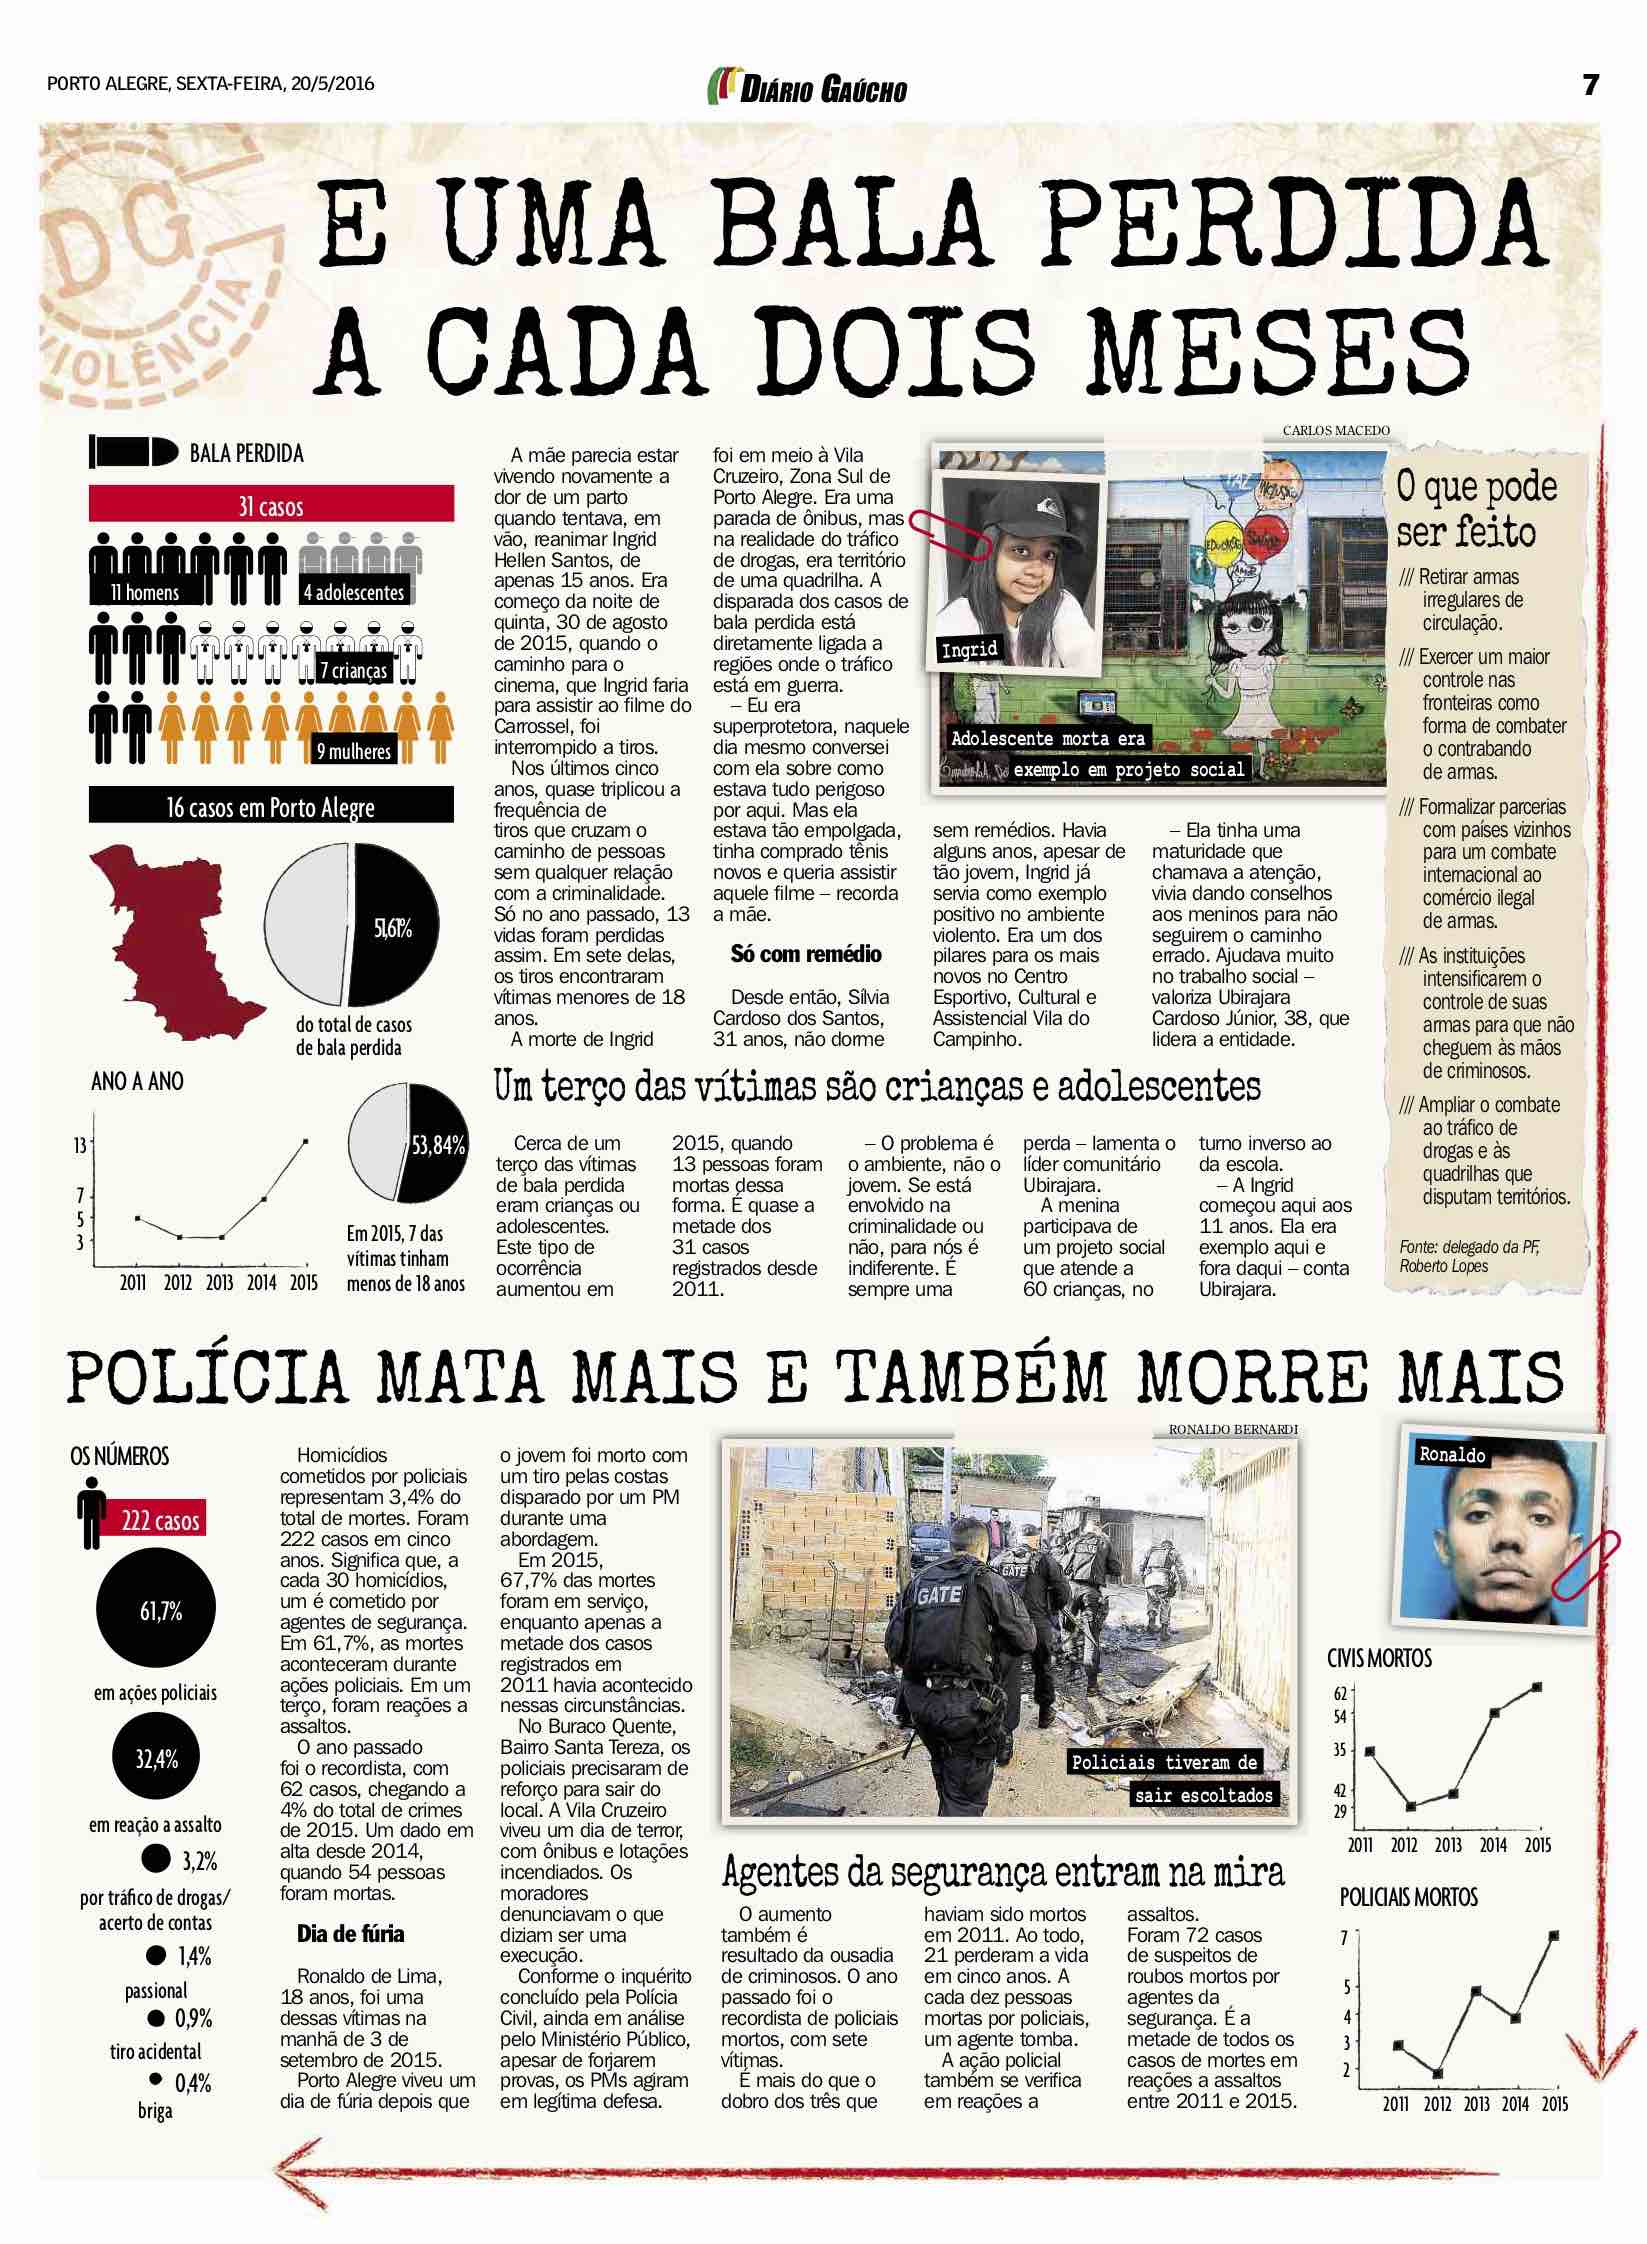 PORTO ALEGRE, SEXTA-FEIRA, 20/5/2016
DIÁRIO GAÚCHO
7
DG
VIOLÊNCIA
E UMA BALA PERDIDA
A CADA DOIS MESES
BALA PERDIDA
31 casos
11 homens
4 adolescentes
7 crianças
9 mulheres
16 casos em Porto Alegre
51,61%
do total de casos
de bala perdida
ANO A ANO
13
7
5
3
2011 2012 2013 2014 2015
53,84%
Em 2015, 7 das
vítimas tinham
menos de 18 anos
A mãe parecia estar
vivendo novamente a
dor de um parto
quando tentava, em
vão, reanimar Ingrid
Hellen Santos, de
apenas 15 anos. Era
começo da noite de
quinta, 30 de agosto
de 2015, quando o
caminho para o
cinema, que Ingrid faria
para assistir ao filme do
Carrossel, foi
interrompido a tiros.
Nos últimos cinco
anos, quase triplicou a
frequência de
tiros que cruzam o
caminho de pessoas
sem qualquer relação
com a criminalidade.
Só no ano passado, 13
vidas foram perdidas
assim. Em sete delas,
os tiros encontraram
vítimas menores de 18
anos.
A morte de Ingrid
foi em meio à Vila
Cruzeiro, Zona Sul de
Porto Alegre. Era uma
parada de ônibus, mas
na realidade do tráfico
de drogas, era território
de uma quadrilha. A
disparada dos casos de
bala perdida está
diretamente ligada a
regiões onde o tráfico
está em guerra.
– Eu era
superprotetora, naquele
dia mesmo conversei
com ela sobre como
estava tudo perigoso
por aqui. Mas ela
estava tão empolgada,
tinha comprado tênis
novos e queria assistir
aquele filme – recorda
a mãe.
Só com remédio
Desde então, Sílvia
Cardoso dos Santos,
31 anos, não dorme
CARLOS MACEDO
PAZ
INCLUSÃO
EDUCAÇÃO
SAÚDE
AMOR
Ingrid
Adolescente morta era
exemplo em projeto social
sem remédios. Havia
alguns anos, apesar de
tão jovem, Ingrid já
servia como exemplo
positivo no ambiente
violento. Era um dos
pilares para os mais
novos no Centro
Esportivo, Cultural e
Assistencial Vila do
Campinho.
– Ela tinha uma
maturidade que
chamava a atenção,
vivia dando conselhos
aos meninos para não
seguirem o caminho
errado. Ajudava muito
no trabalho social –
valoriza Ubirajara
Cardoso Júnior, 38, que
lidera a entidade.
O que pode
ser feito
/// Retirar armas
irregulares de
circulação.
/// Exercer um maior
controle nas
fronteiras como
forma de combater
o contrabando
de armas.
/// Formalizar parcerias
com países vizinhos
para um combate
internacional ao
comércio ilegal
de armas.
/// As instituições
intensificarem o
controle de suas
armas para que não
cheguem às mãos
de criminosos.
/// Ampliar o combate
ao tráfico de
drogas e às
quadrilhas que
disputam territórios.
Fonte: delegado da PF,
Roberto Lopes
Um terço das vítimas são crianças e adolescentes
Cerca de um
terço das vítimas
de bala perdida
eram crianças ou
adolescentes.
Este tipo de
ocorrência
aumentou em
2015, quando
13 pessoas foram
mortas dessa
forma. É quase a
metade dos
31 casos
registrados desde
2011.
– O problema é
o ambiente, não o
jovem. Se está
envolvido na
criminalidade ou
não, para nós é
indiferente. É
sempre uma
perda – lamenta o
líder comunitário
Ubirajara.
A menina
participava de
um projeto social
que atende a
60 crianças, no
turno inverso ao
da escola.
– A Ingrid
começou aqui aos
11 anos. Ela era
exemplo aqui e
fora daqui – conta
Ubirajara.
POLÍCIA MATA MAIS E TAMBÉM MORRE MAIS
OS NÚMEROS
222 casos
61,7%
em ações policiais
32,4%
em reação a assalto
3,2%
por tráfico de drogas/
acerto de contas
1,4%
passional
0,9%
tiro acidental
0,4%
briga
Homicídios
cometidos por policiais
representam 3,4% do
total de mortes. Foram
222 casos em cinco
anos. Significa que, a
cada 30 homicídios,
um é cometido por
agentes de segurança.
Em 61,7%, as mortes
aconteceram durante
ações policiais. Em um
terço, foram reações a
assaltos.
O ano passado
foi o recordista, com
62 casos, chegando a
4% do total de crimes
de 2015. Um dado em
alta desde 2014,
quando 54 pessoas
foram mortas.
Dia de fúria
Ronaldo de Lima,
18 anos, foi uma
dessas vítimas na
manhã de 3 de
setembro de 2015.
Porto Alegre viveu um
dia de fúria depois que
o jovem foi morto com
um tiro pelas costas
disparado por um PM
durante uma
abordagem.
Em 2015,
67,7% das mortes
foram em serviço,
enquanto apenas a
metade dos casos
registrados em
2011 havia acontecido
nessas circunstâncias.
No Buraco Quente,
Bairro Santa Tereza, os
policiais precisaram de
reforço para sair do
local. A Vila Cruzeiro
viveu um dia de terror,
com ônibus e lotações
incendiados. Os
moradores
denunciavam o que
diziam ser uma
execução.
Conforme o inquérito
concluído pela Polícia
Civil, ainda em análise
pelo Ministério Público,
apesar de forjarem
provas, os PMs agiram
em legítima defesa.
RONALDO BERNARDI
GATE
GATE
GATE
Policiais tiveram de
sair escoltados
Agentes da segurança entram na mira
O aumento
também é
resultado da ousadia
de criminosos. O ano
passado foi o
recordista de policiais
mortos, com sete
vítimas.
É mais do que o
dobro dos três que
haviam sido mortos
em 2011. Ao todo,
21 perderam a vida
em cinco anos. A
cada dez pessoas
mortas por policiais,
um agente tomba.
A ação policial
também se verifica
em reações a
assaltos.
Foram 72 casos
de suspeitos de
roubos mortos por
agentes da
segurança. É a
metade de todos os
casos de mortes em
reações a assaltos
entre 2011 e 2015.
Ronaldo
CIVIS MORTOS
62
54
35
42
29
2011 2012 2013 2014 2015
POLICIAIS MORTOS
7
5
4
3
2
2011 2012 2013 2014 2015